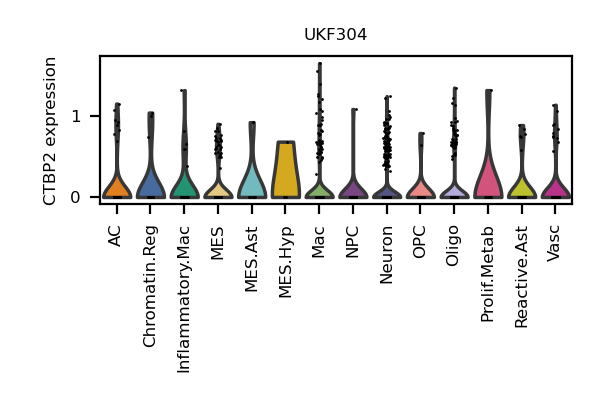 UKF304
CTBP2 expression
1
0
AC
Chromatin.Reg
Inflammatory.Mac
MES
MES.Ast
MES.Hyp
Mac
NPC
Neuron
OPC
Oligo
Prolif.Metab
Reactive.Ast
Vasc